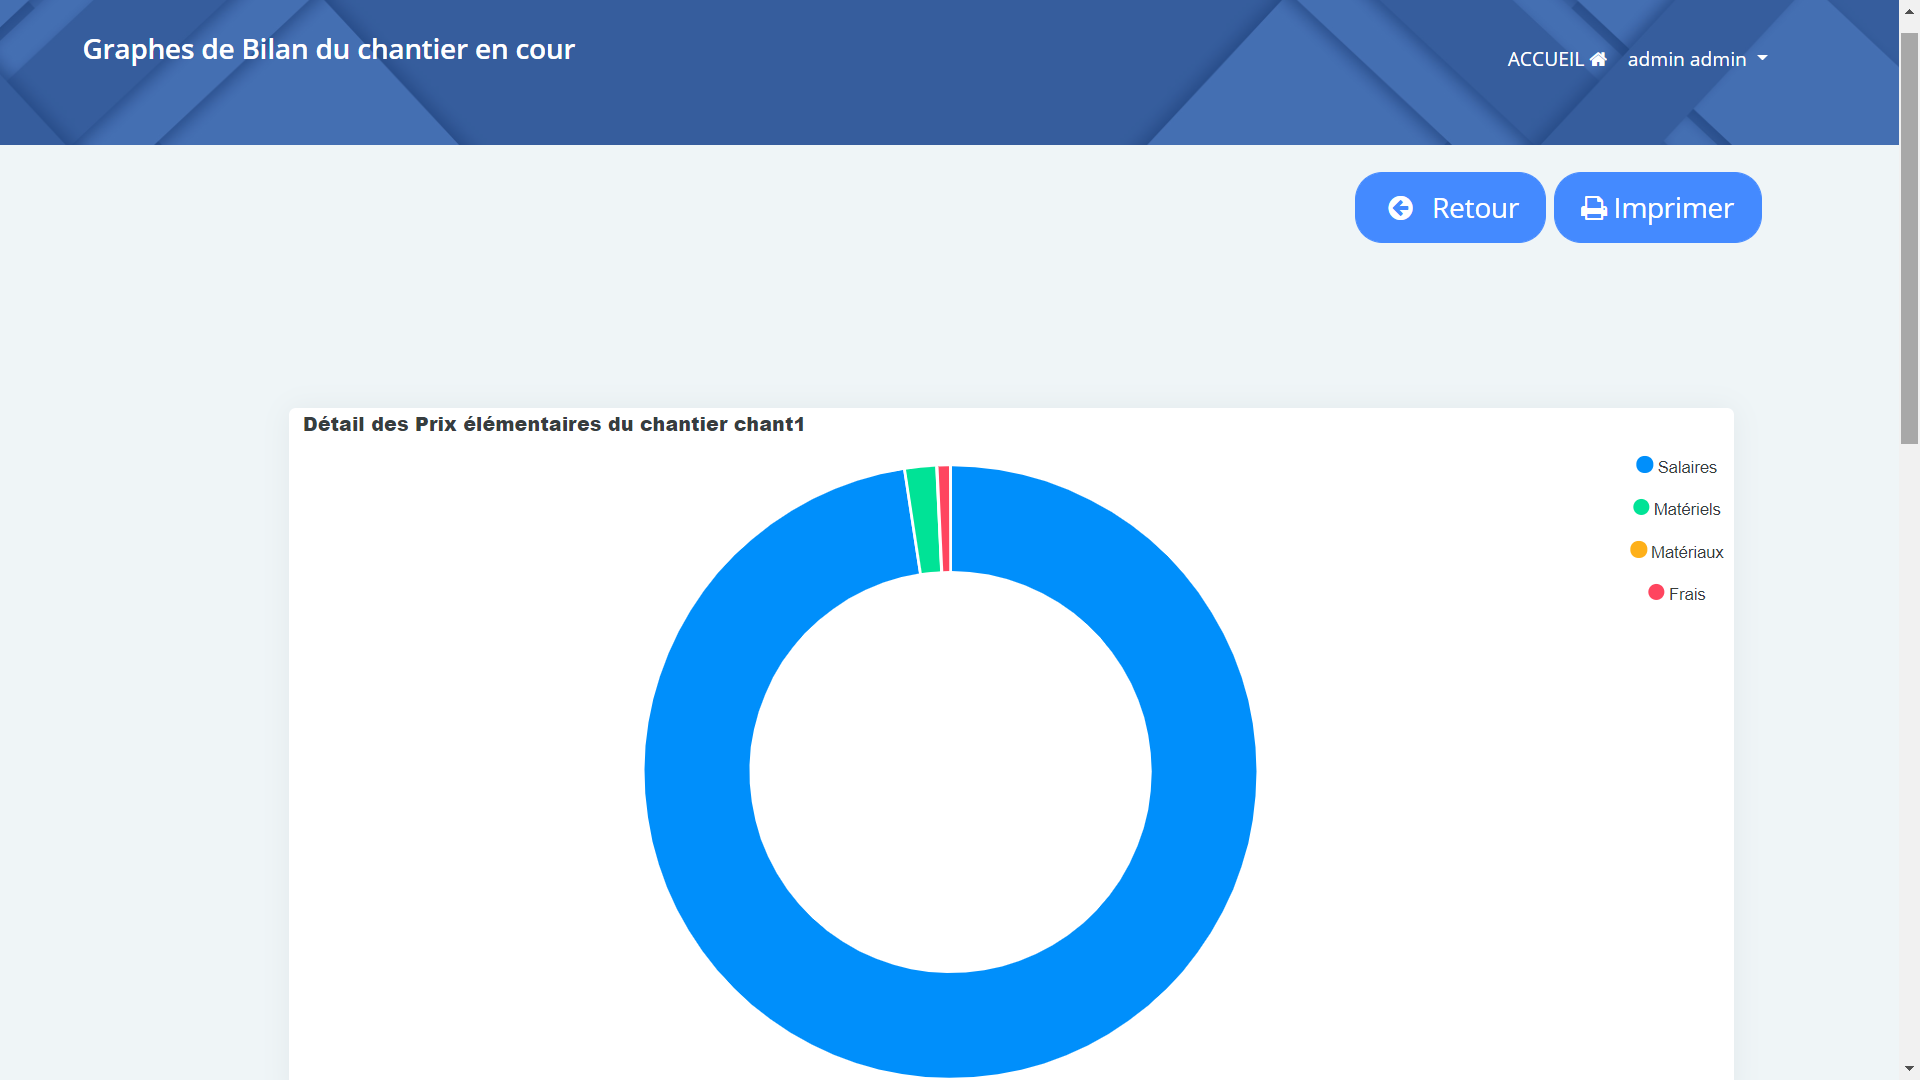 Graphes de Bilan du chantier en cour
ACCUEIL admin admin
Retour
Imprimer
Détail des Prix élémentaires du chantier chant1
Salaires
Matériels
Matériaux
Frais